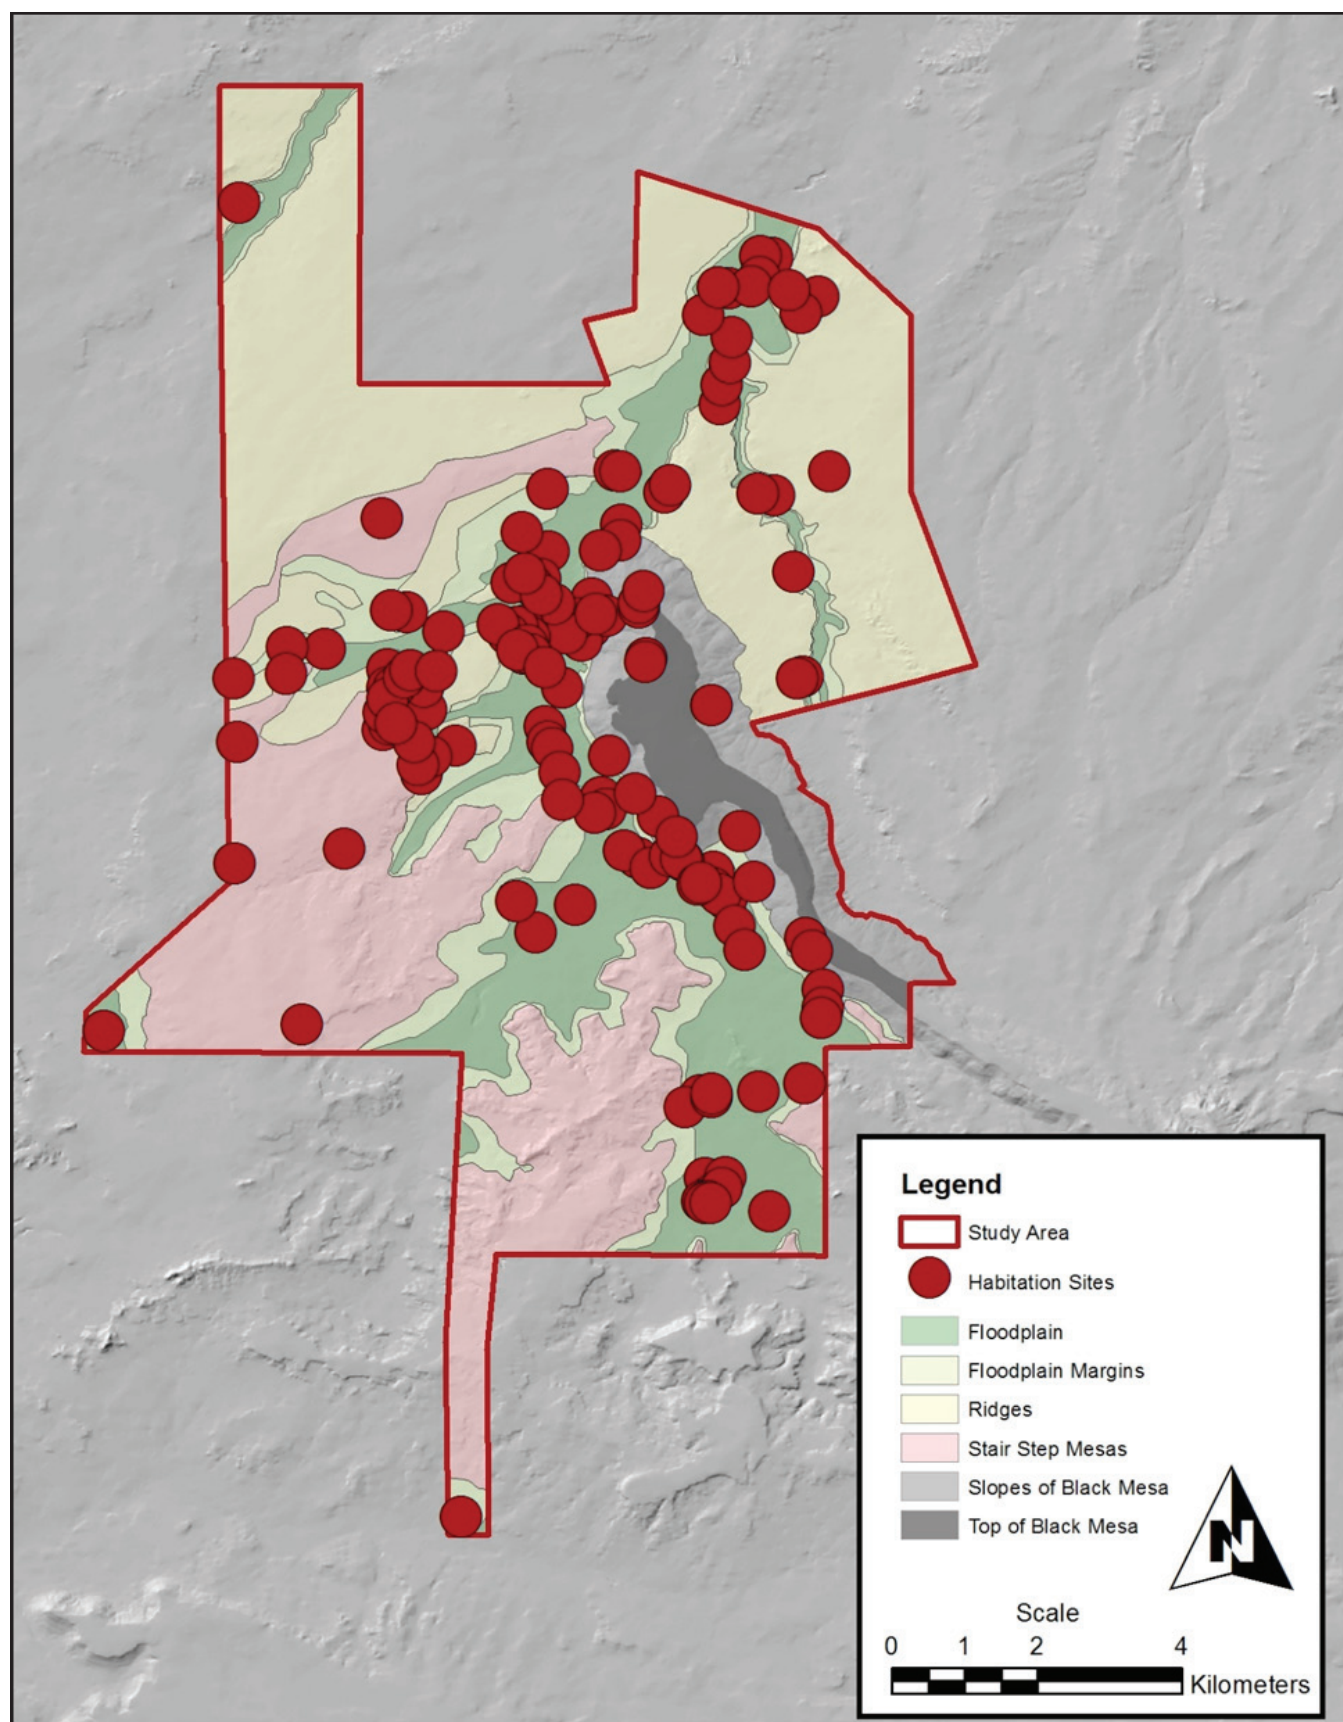 Legend
Study Area
Habitation Sites
Floodplain
Floodplain Margins
Ridges
Stair Step Mesas
Slopes of Black Mesa
Top of Black Mesa
N
Scale
0 1 2 4
Kilometers